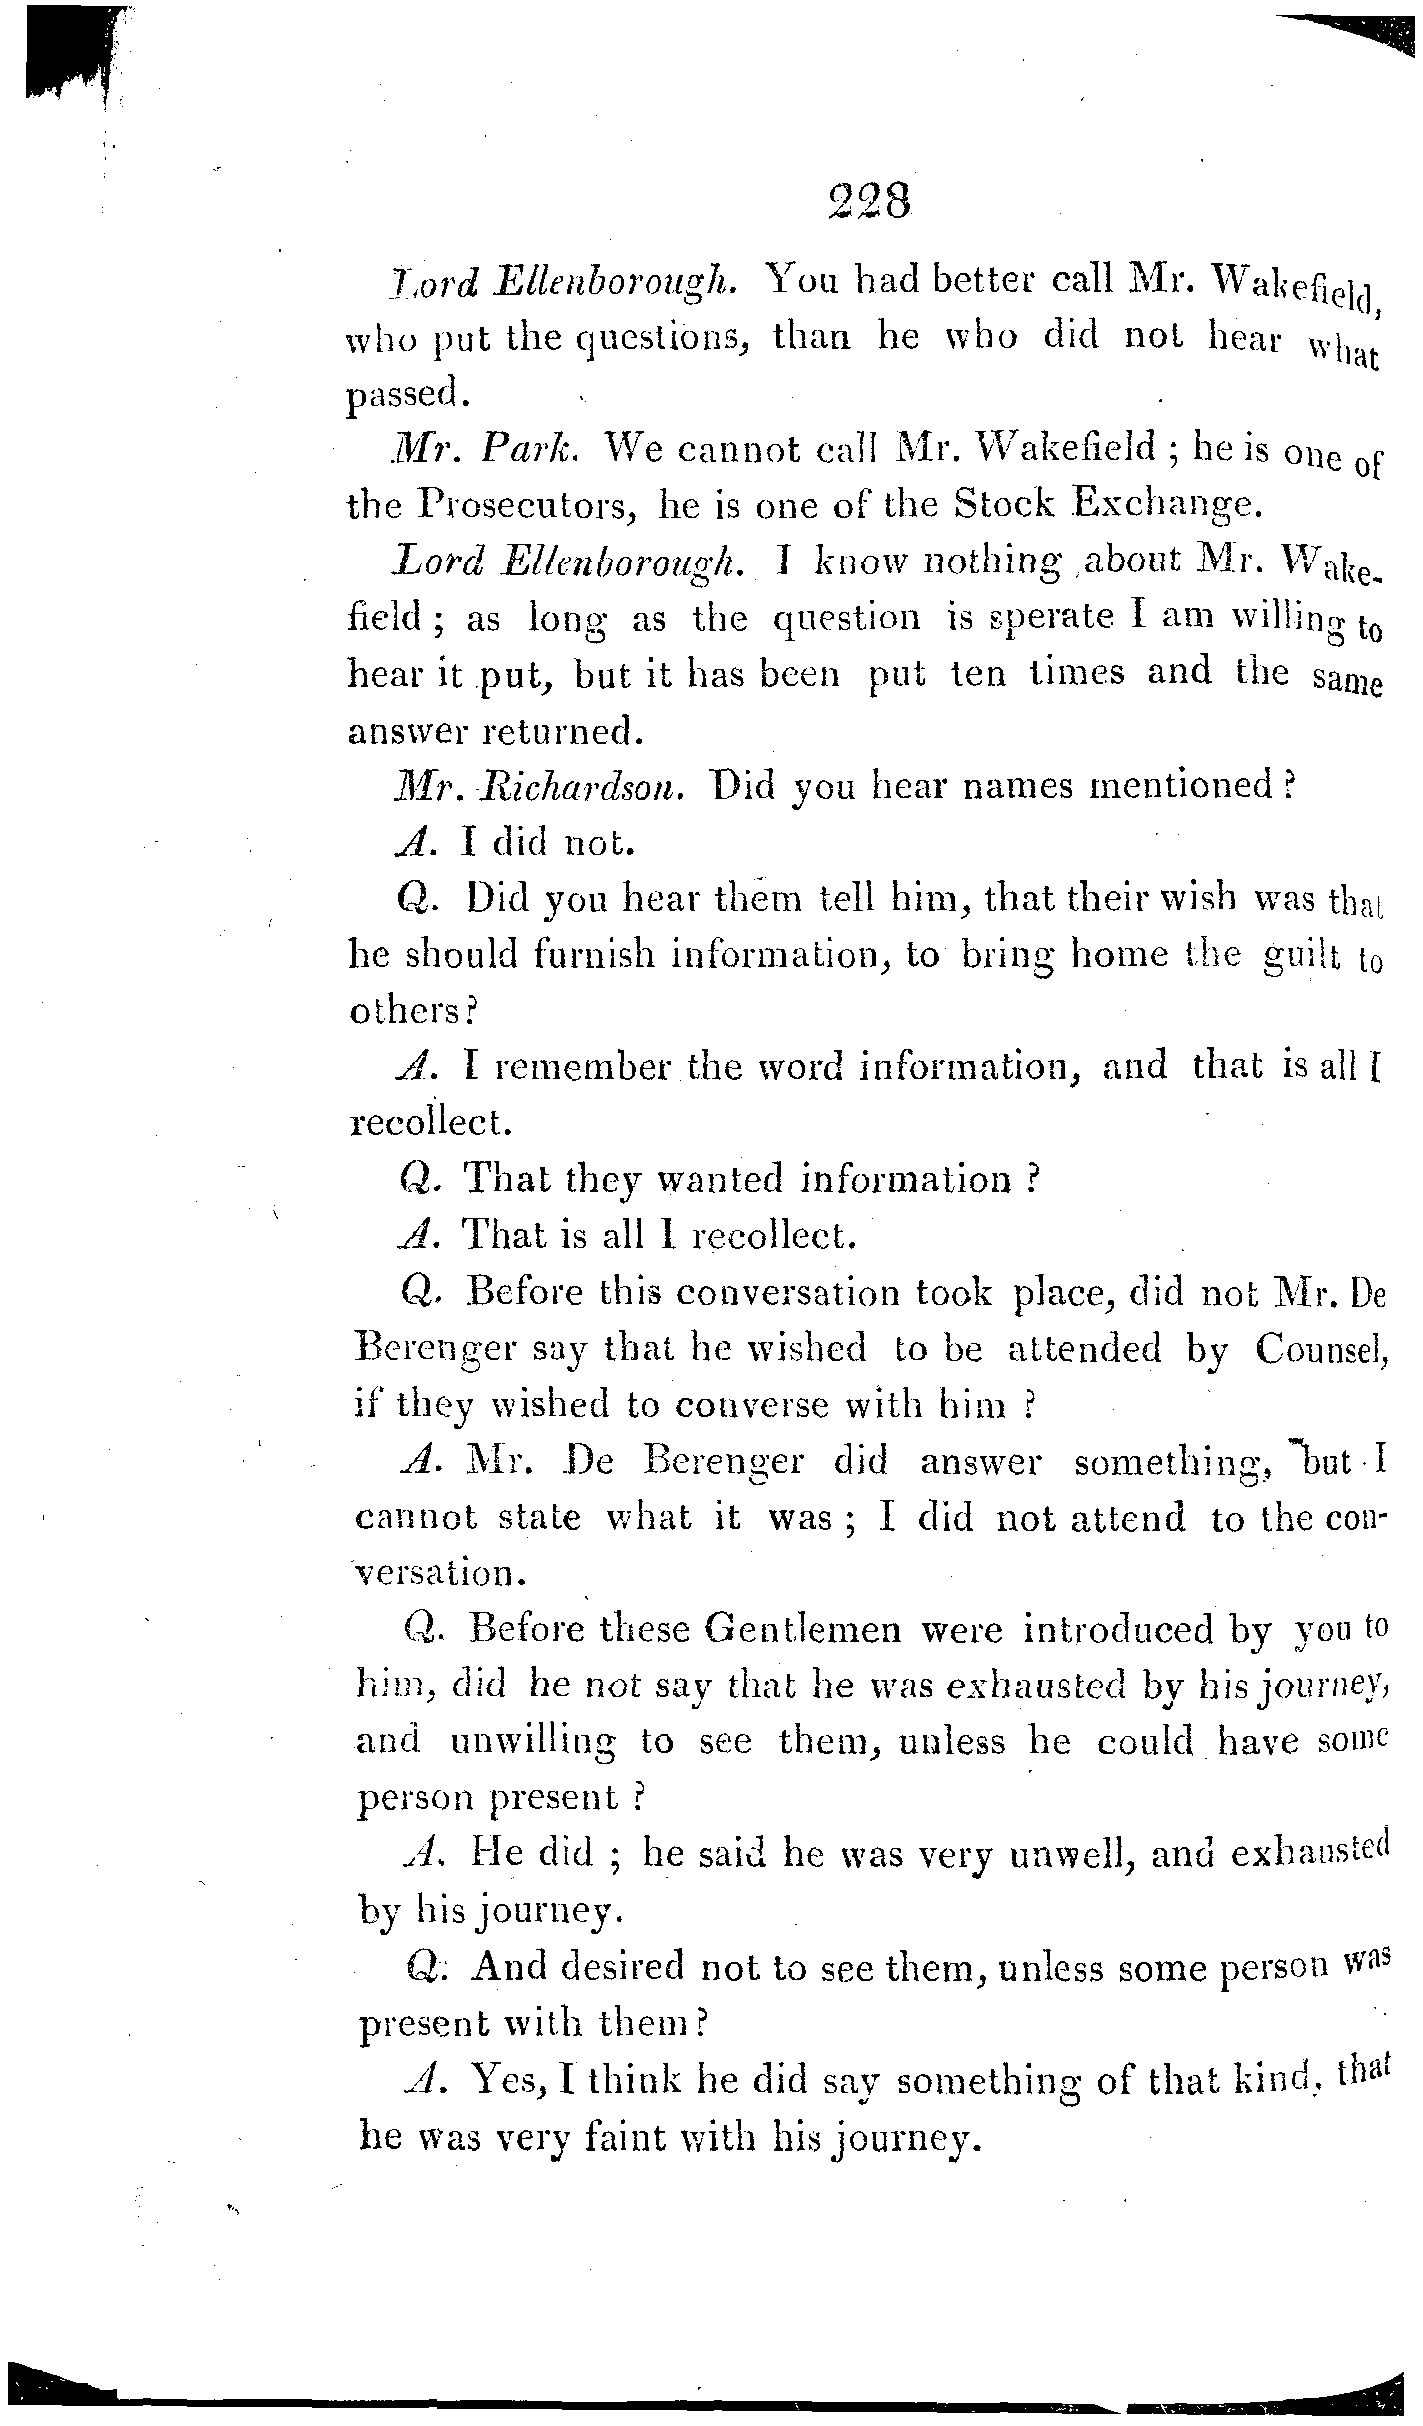 228
Lord Ellenborough. You had better call Mr. Wakefield,
who put the questions, than he who did not hear what
passed.
Mr. Park. We cannot call Mr. Wakefield ; he is one of
the Prosecutors, he is one of the Stock Exchange.
Lord Ellenborough. I know nothing about Mr. Wake-
field ; as long as the question is sperate I am willing to
hear it put, but it has been put ten times and the same
answer returned.
Mr. Richardson. Did you hear names mentioned ?
A. I did not.
Q. Did you hear them tell him, that their wish was that
he should furnish information, to bring home the guilt to
others?
A. I remember the word information, and that is all I
recollect.
Q. That they wanted information ?
A. That is all I recollect.
Q. Before this conversation took place, did not Mr. De
Berenger say that he wished to be attended by Counsel,
if they wished to converse with him ?
A. Mr. De Berenger did answer something, but I
cannot state what it was ; I did not attend to the con-
versation.
Q. Before these Gentlemen were introduced by you to
him, did he not say that he was exhausted by his journey,
and unwilling to see them, unless he could have some
person present ?
A. He did ; he said he was very unwell, and exhausted
by his journey.
Q. And desired not to see them, unless some person was
present with them?
A. Yes, I think he did say something of that kind, that
he was very faint with his journey.